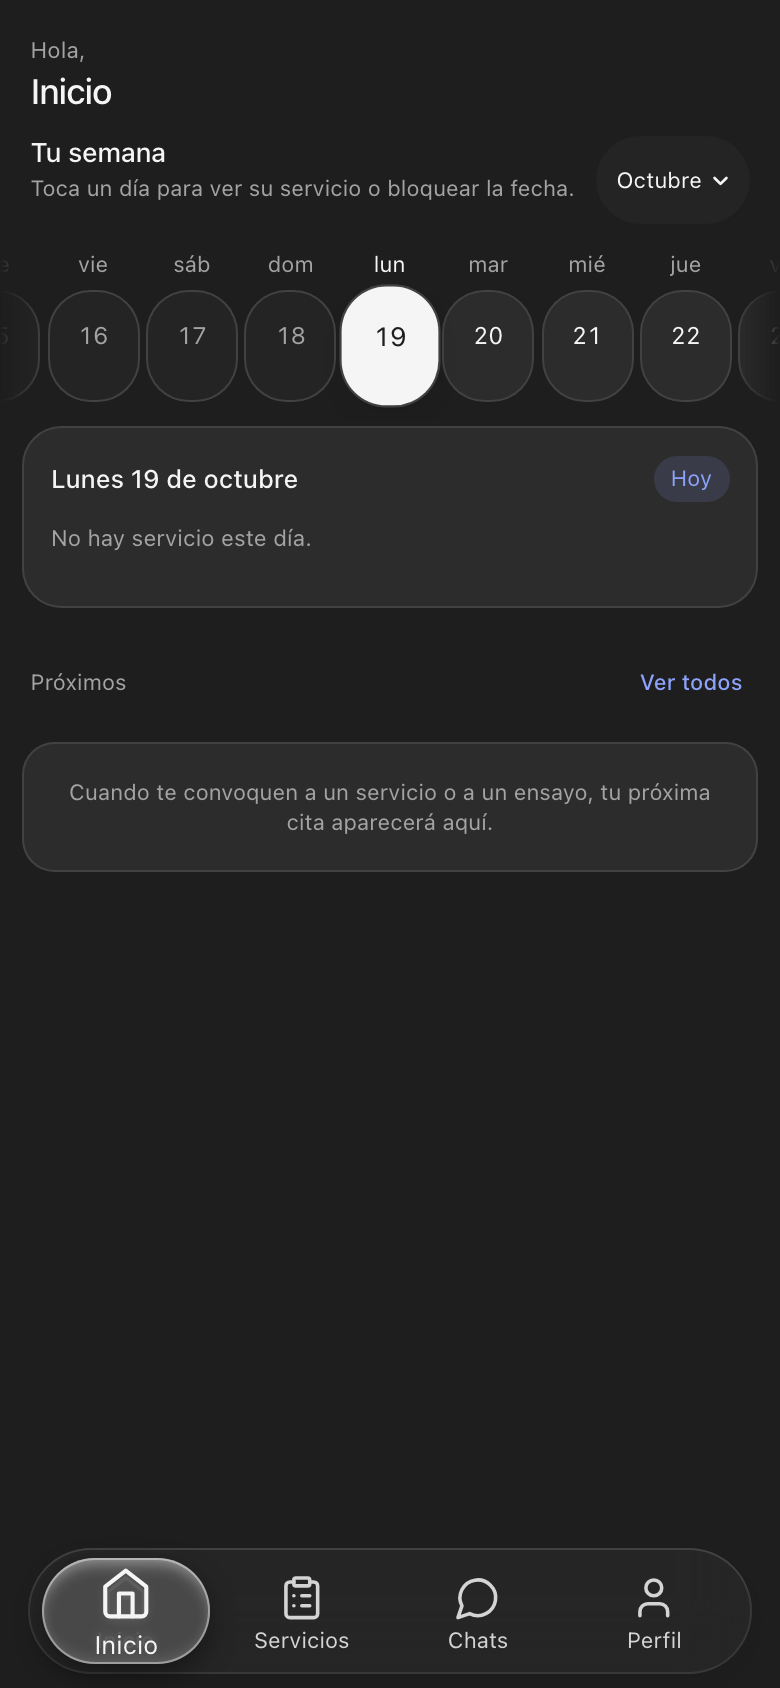 Hola,
Inicio
Tu semana
Toca un día para ver su servicio o bloquear la fecha.
Octubre
vie sáb dom lun mar mié jue
16 17 18 19 20 21 22
Lunes 19 de octubre
Hoy
No hay servicio este día.
Próximos
Ver todos
Cuando te convoquen a un servicio o a un ensayo, tu próxima
cita aparecerá aquí.
Inicio Servicios Chats Perfil